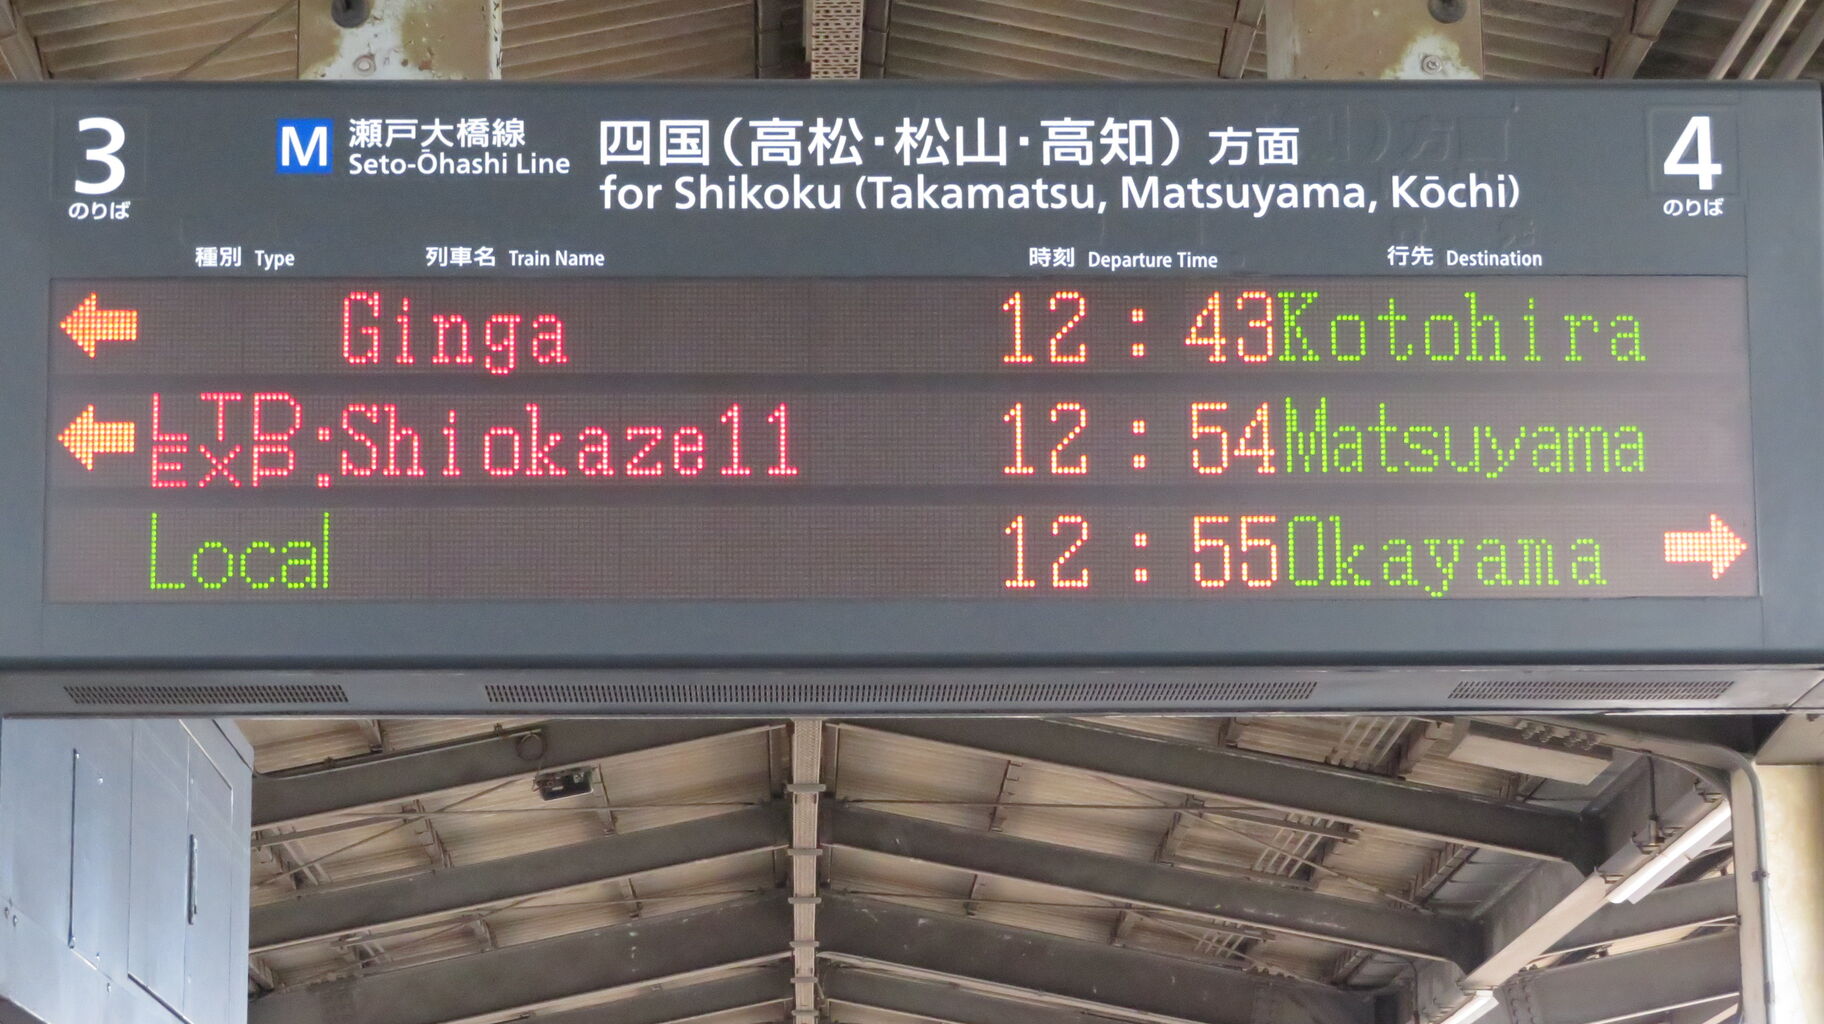 3
のりば
M 瀬戸大橋線
Seto-Ōhashi Line
四国(高松・松山・高知)方面
for Shikoku (Takamatsu, Matsuyama, Kōchi)
4
のりば
種別 Type 列車名 Train Name 時刻 Departure Time 行先 Destination
Ginga 12:43 Kotohira
LTD EXP: Shiokaze11 12:54 Matsuyama
Local 12:55 Okayama